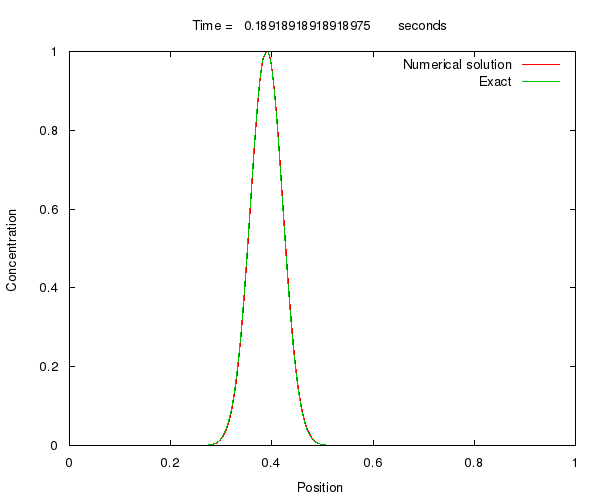 Time = 0.18918918918918975 seconds
Numerical solution
Exact
Concentration
1
0.8
0.6
0.4
0.2
0
0 0.2 0.4 0.6 0.8 1
Position